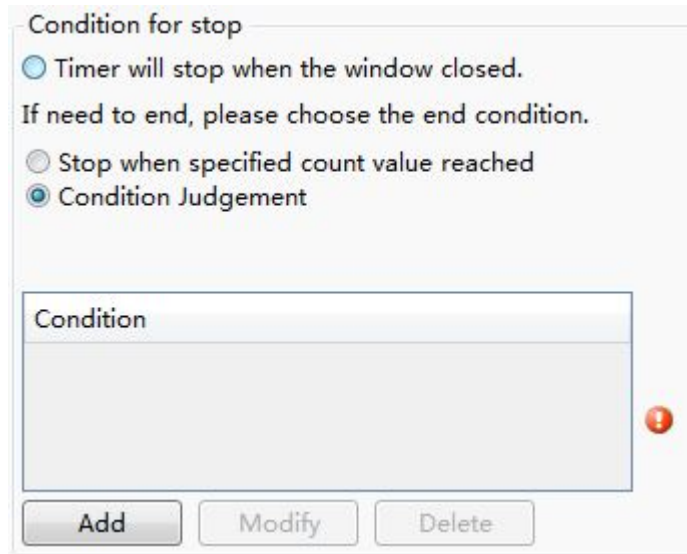 Condition for stop
Timer will stop when the window closed.
If need to end, please choose the end condition.
Stop when specified count value reached
Condition Judgement
Condition
Add Modify Delete